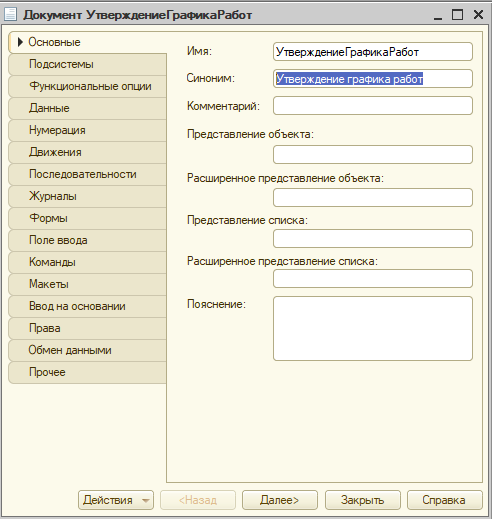 Документ УтверждениеГрафикаРабот
Основные
Подсистемы
Функциональные опции
Данные
Нумерация
Движения
Последовательности
Журналы
Формы
Поле ввода
Команды
Макеты
Ввод на основании
Права
Обмен данными
Прочее
Имя: УтверждениеГрафикаРабот
Синоним: Утверждение графика работ
Комментарий:
Представление объекта:
Расширенное представление объекта:
Представление списка:
Расширенное представление списка:
Пояснение:
Действия <Назад Далее> Закрыть Справка